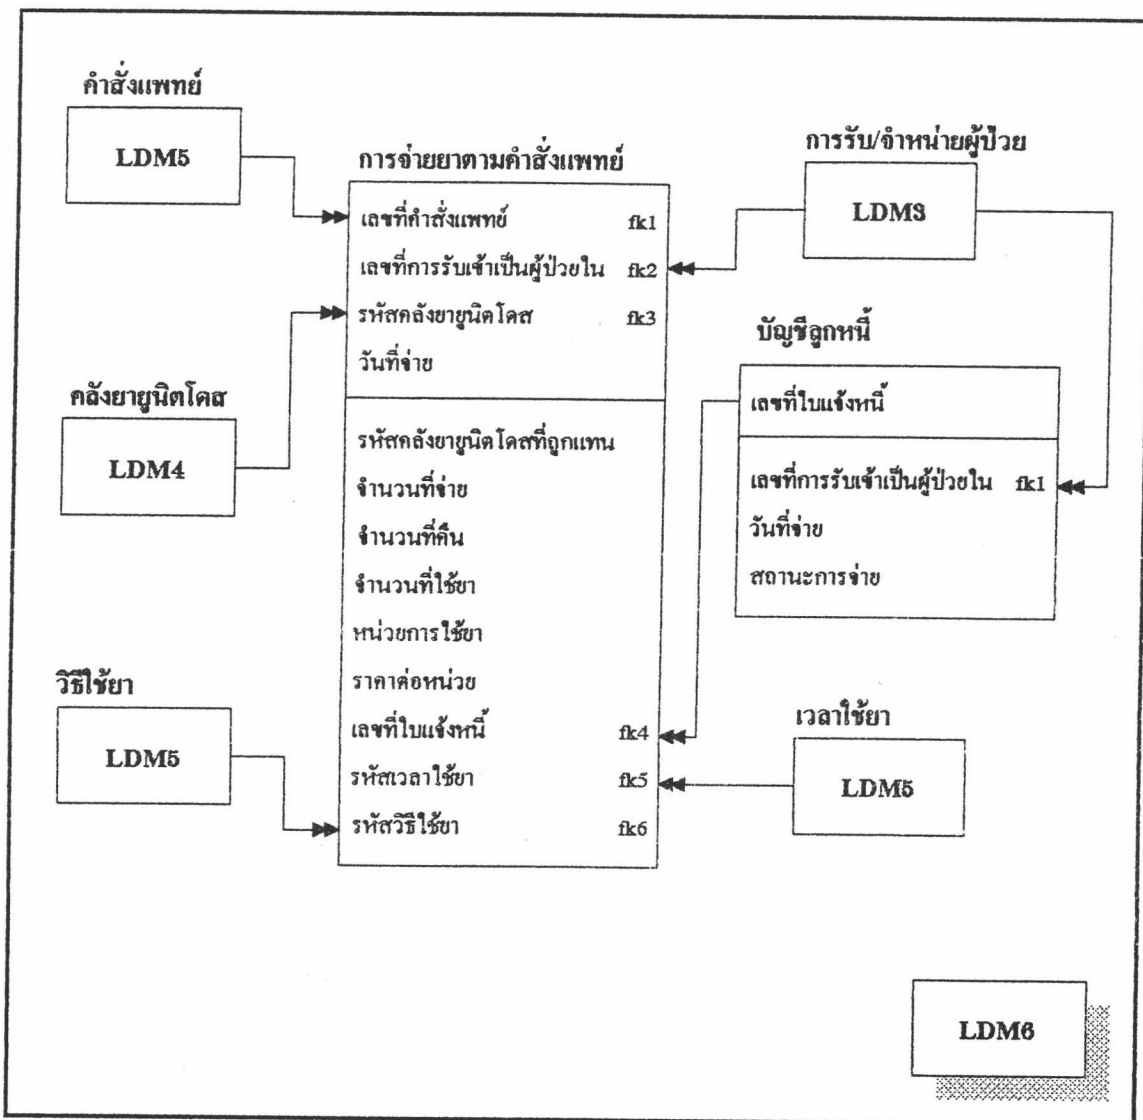 คำสั่งแพทย์
LDM5
การจ่ายยาตามคำสั่งแพทย์
เลขที่คำสั่งแพทย์ fk1
เลขที่การรับเข้าเป็นผู้ป่วยใน fk2
รหัสคลังยายูนิตโดส fk3
วันที่จ่าย
รหัสคลังยายูนิตโดสที่ถูกแทน
จำนวนที่จ่าย
จำนวนที่คืน
จำนวนที่ใช้ยา
หน่วยการใช้ยา
ราคาต่อหน่วย
เลขที่ใบแจ้งหนี้ fk4
รหัสเวลาใช้ยา fk5
รหัสวิธีใช้ยา fk6
คลังยายูนิตโดส
LDM4
วิธีใช้ยา
LDM5
การรับ/จำหน่ายผู้ป่วย
LDM3
บัญชีลูกหนี้
เลขที่ใบแจ้งหนี้
เลขที่การรับเข้าเป็นผู้ป่วยใน fk1
วันที่จ่าย
สถานะการจ่าย
เวลาใช้ยา
LDM5
LDM6